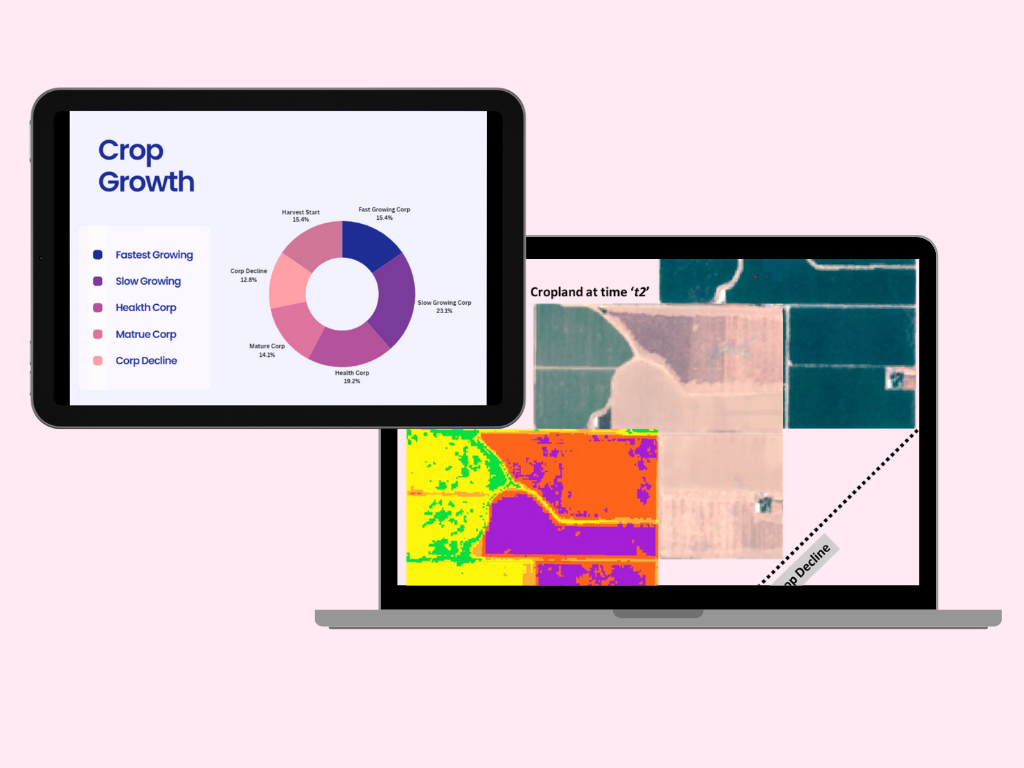 Crop
Growth
Fastest Growing
Slow Growing
Heakth Corp
Matrue Corp
Corp Decline
Harvest Start
15.4%
Fast Growing Corp
15.4%
Corp Decline
12.8%
Slow Growing Corp
23.1%
Mature Corp
14.1%
Health Corp
19.2%
Cropland at time ‘t2’
op Decline